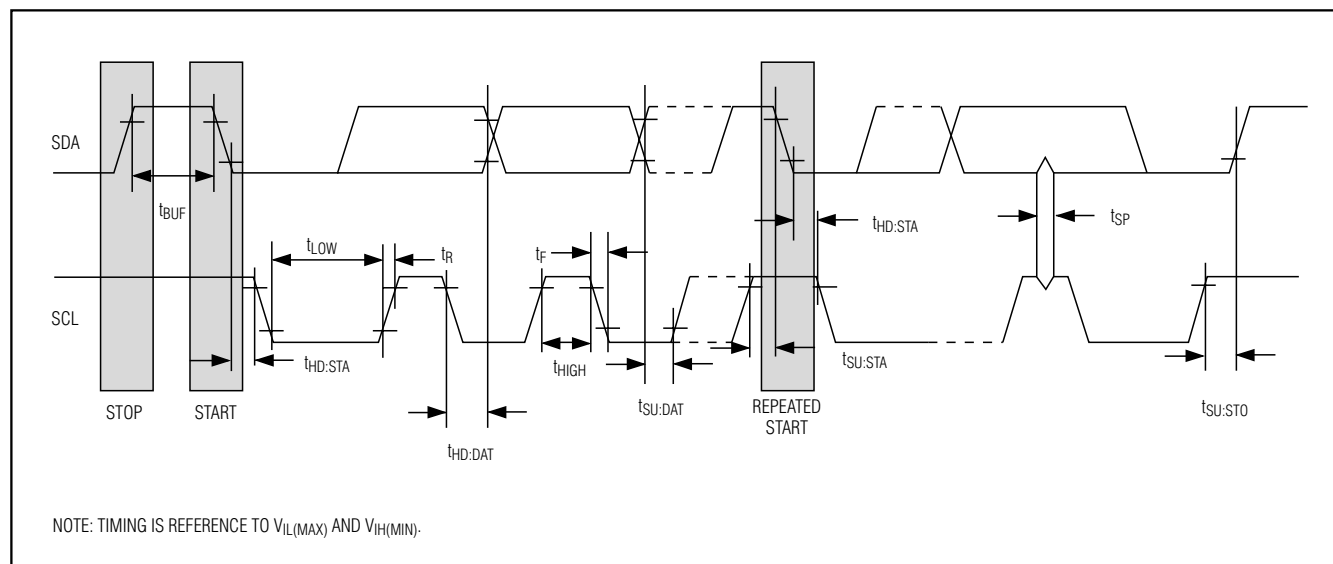 SDA
tBUF
tLOW
tR
tF
tHD:STA
tSP
SCL
tHD:STA
tHIGH
tSU:DAT
tSU:STA
tHD:DAT
tSU:STO
STOP
START
REPEATED
START
NOTE: TIMING IS REFERENCE TO VIL(MAX) AND VIH(MIN).